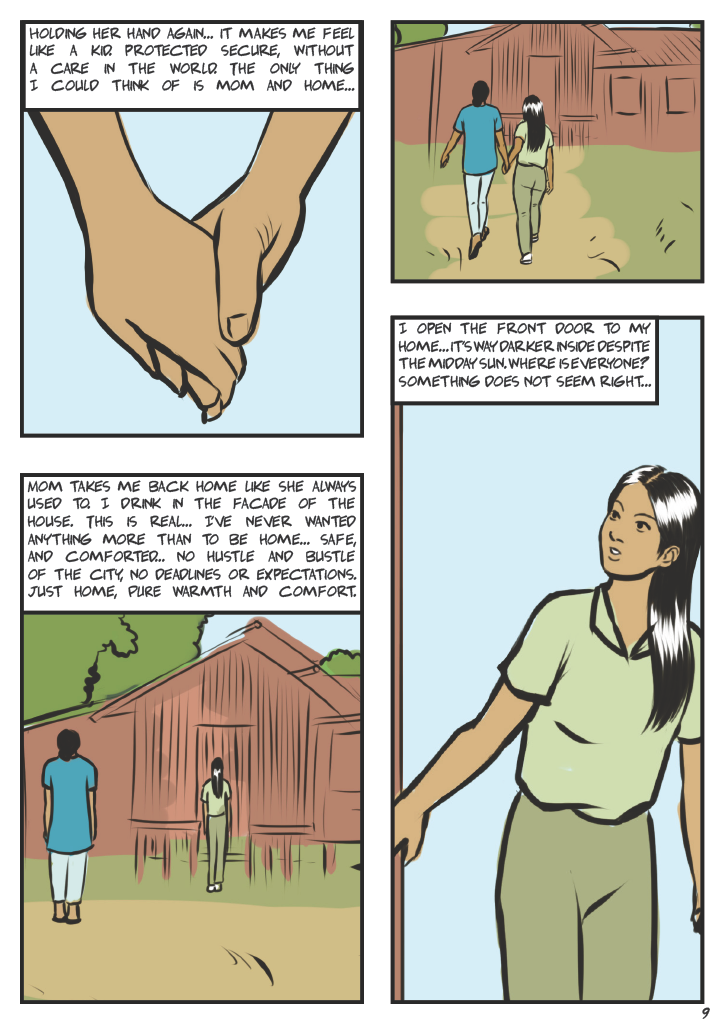 HOLDING HER HAND AGAIN... IT MAKES ME FEEL
LIKE A KID. PROTECTED SECURE, WITHOUT
A CARE IN THE WORLD. THE ONLY THING
I COULD THINK OF IS MOM AND HOME...
MOM TAKES ME BACK HOME LIKE SHE ALWAYS
USED TO. I DRINK IN THE FACADE OF THE
HOUSE. THIS IS REAL... I'VE NEVER WANTED
ANYTHING MORE THAN TO BE HOME... SAFE,
AND COMFORTED... NO HUSTLE AND BUSTLE
OF THE CITY, NO DEADLINES OR EXPECTATIONS.
JUST HOME, PURE WARMTH AND COMFORT.
I OPEN THE FRONT DOOR TO MY
HOME... IT'S WAY DARKER INSIDE DESPITE
THE MIDDAY SUN. WHERE IS EVERYONE?
SOMETHING DOES NOT SEEM RIGHT...
9